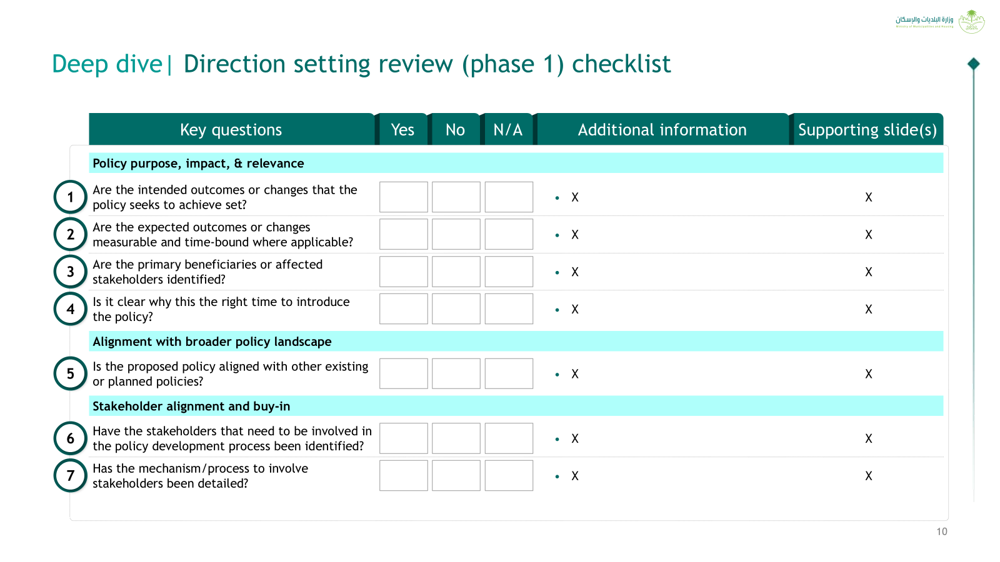 وزارة البلديات والإسكان
Ministry of Municipalities and Housing
Deep dive| Direction setting review (phase 1) checklist
Key questions Yes No N/A Additional information Supporting slide(s)
Policy purpose, impact, & relevance
1 Are the intended outcomes or changes that the
policy seeks to achieve set?
• X X
2 Are the expected outcomes or changes
measurable and time-bound where applicable?
• X X
3 Are the primary beneficiaries or affected
stakeholders identified?
• X X
4 Is it clear why this the right time to introduce
the policy?
• X X
Alignment with broader policy landscape
5 Is the proposed policy aligned with other existing
or planned policies?
• X X
Stakeholder alignment and buy-in
6 Have the stakeholders that need to be involved in
the policy development process been identified?
• X X
7 Has the mechanism/process to involve
stakeholders been detailed?
• X X
10